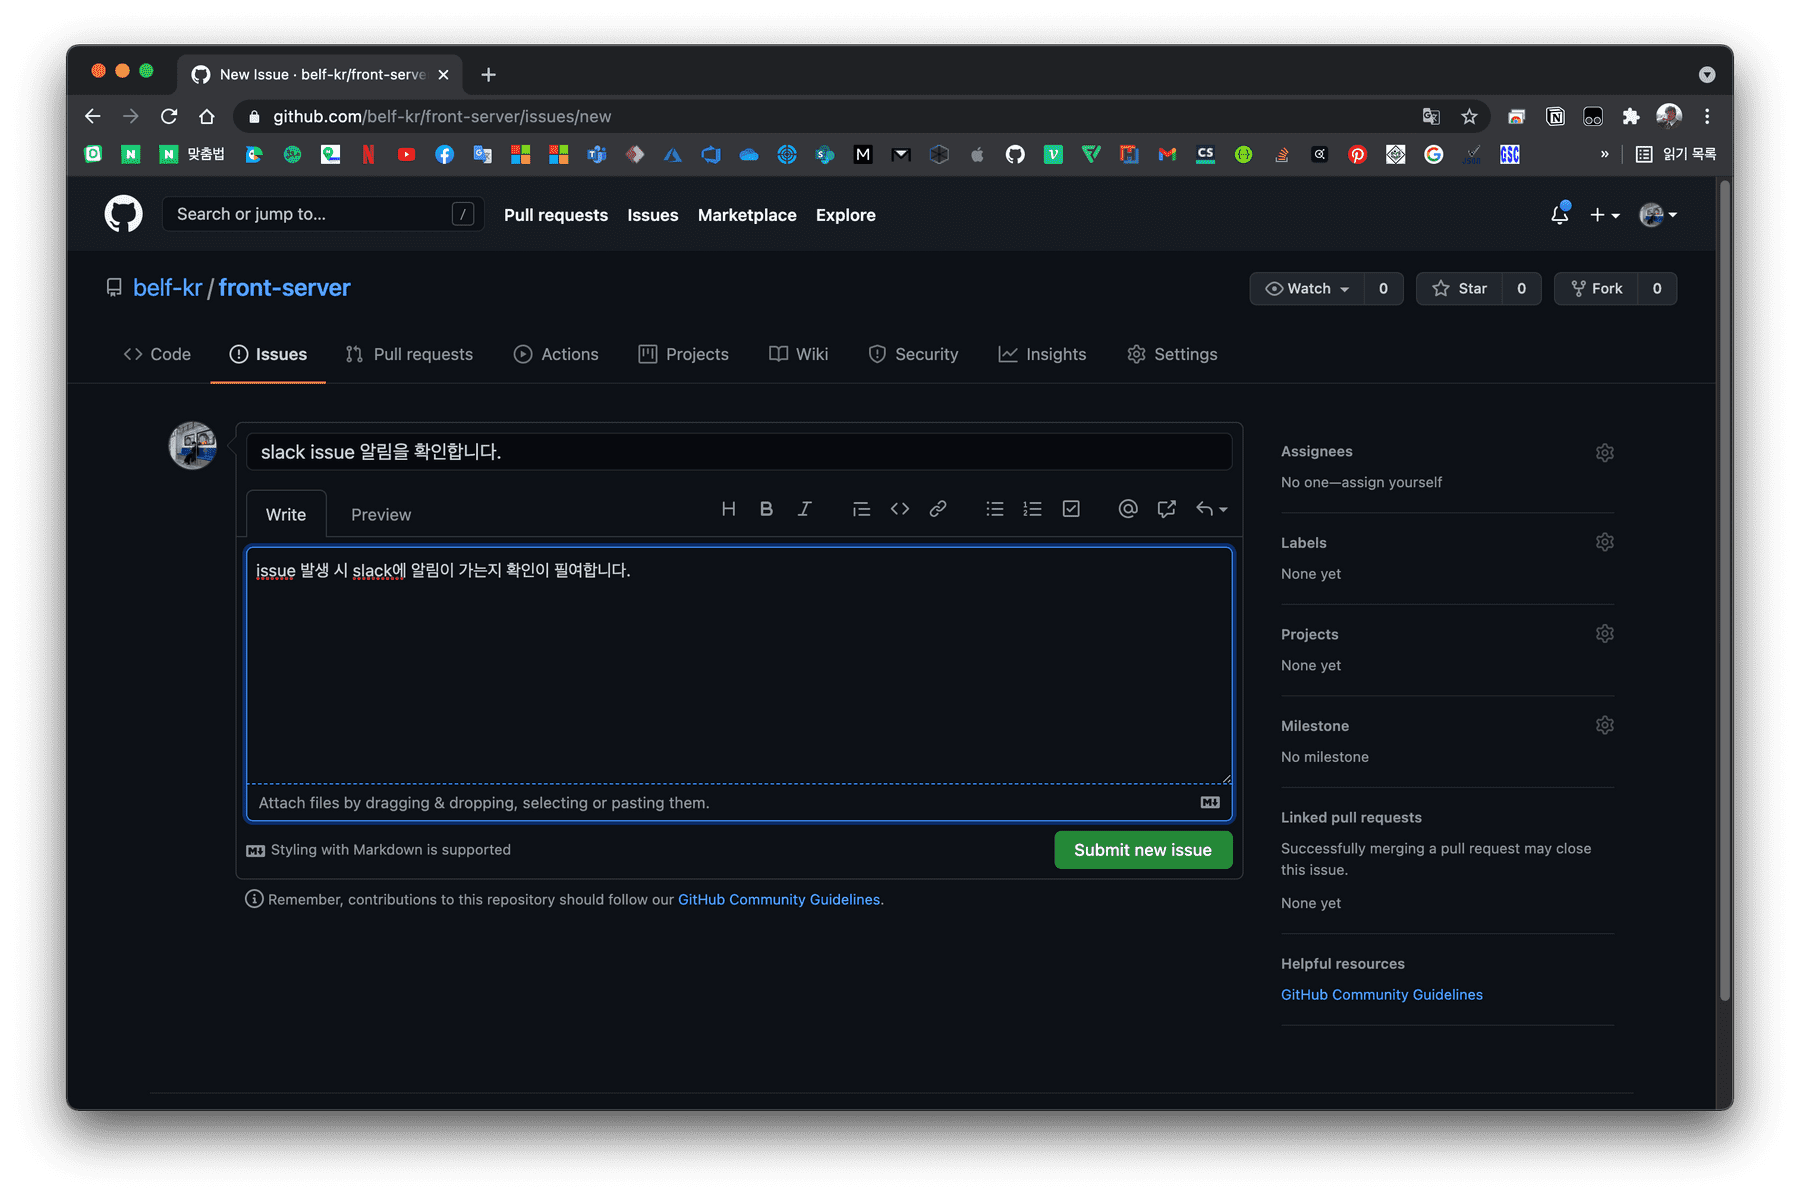 New Issue · belf-kr/front-serve
github.com/belf-kr/front-server/issues/new
맞춤법
읽기 목록
Search or jump to... /
Pull requests Issues Marketplace Explore
belf-kr / front-server
Watch 0 Star 0 Fork 0
Code Issues Pull requests Actions Projects Wiki Security Insights Settings
slack issue 알림을 확인합니다.
Write Preview
issue 발생 시 slack에 알림이 가는지 확인이 필여합니다.
Attach files by dragging & dropping, selecting or pasting them.
Styling with Markdown is supported
Submit new issue
Remember, contributions to this repository should follow our GitHub Community Guidelines.
Assignees
No one—assign yourself
Labels
None yet
Projects
None yet
Milestone
No milestone
Linked pull requests
Successfully merging a pull request may close
this issue.
None yet
Helpful resources
GitHub Community Guidelines